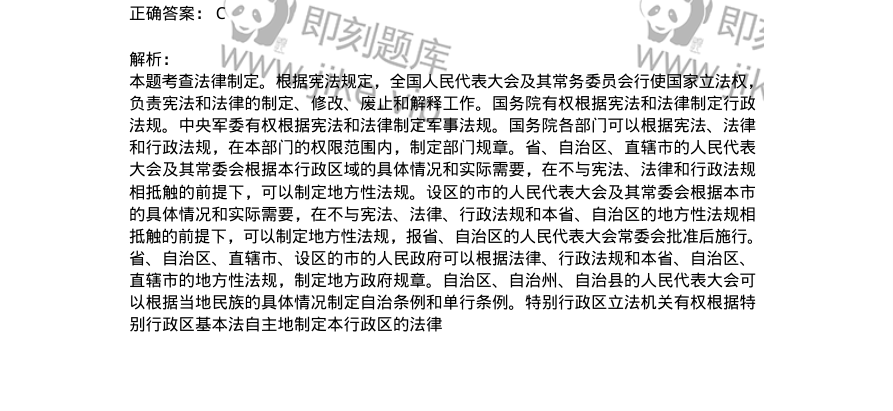 正确答案： C
即刻题库
www.jike.vip
解析：
本题考查法律制定。根据宪法规定，全国人民代表大会及其常务委员会行使国家立法权，
负责宪法和法律的制定、修改、废止和解释工作。国务院有权根据宪法和法律制定行政
法规。中央军委有权根据宪法和法律制定军事法规。国务院各部门可以根据宪法、法律
和行政法规，在本部门的权限范围内，制定部门规章。省、自治区、直辖市的人民代表
大会及其常委会根据本行政区域的具体情况和实际需要，在不与宪法、法律和行政法规
相抵触的前提下，可以制定地方性法规。设区的市的人民代表大会及其常委会根据本市
的具体情况和实际需要，在不与宪法、法律、行政法规和本省、自治区的地方性法规相
抵触的前提下，可以制定地方性法规，报省、自治区的人民代表大会常委会批准后施行。
省、自治区、直辖市、设区的市的人民政府可以根据法律、行政法规和本省、自治区、
直辖市的地方性法规，制定地方政府规章。自治区、自治州、自治县的人民代表大会可
以根据当地民族的具体情况制定自治条例和单行条例。特别行政区立法机关有权根据特
别行政区基本法自主地制定本行政区的法律